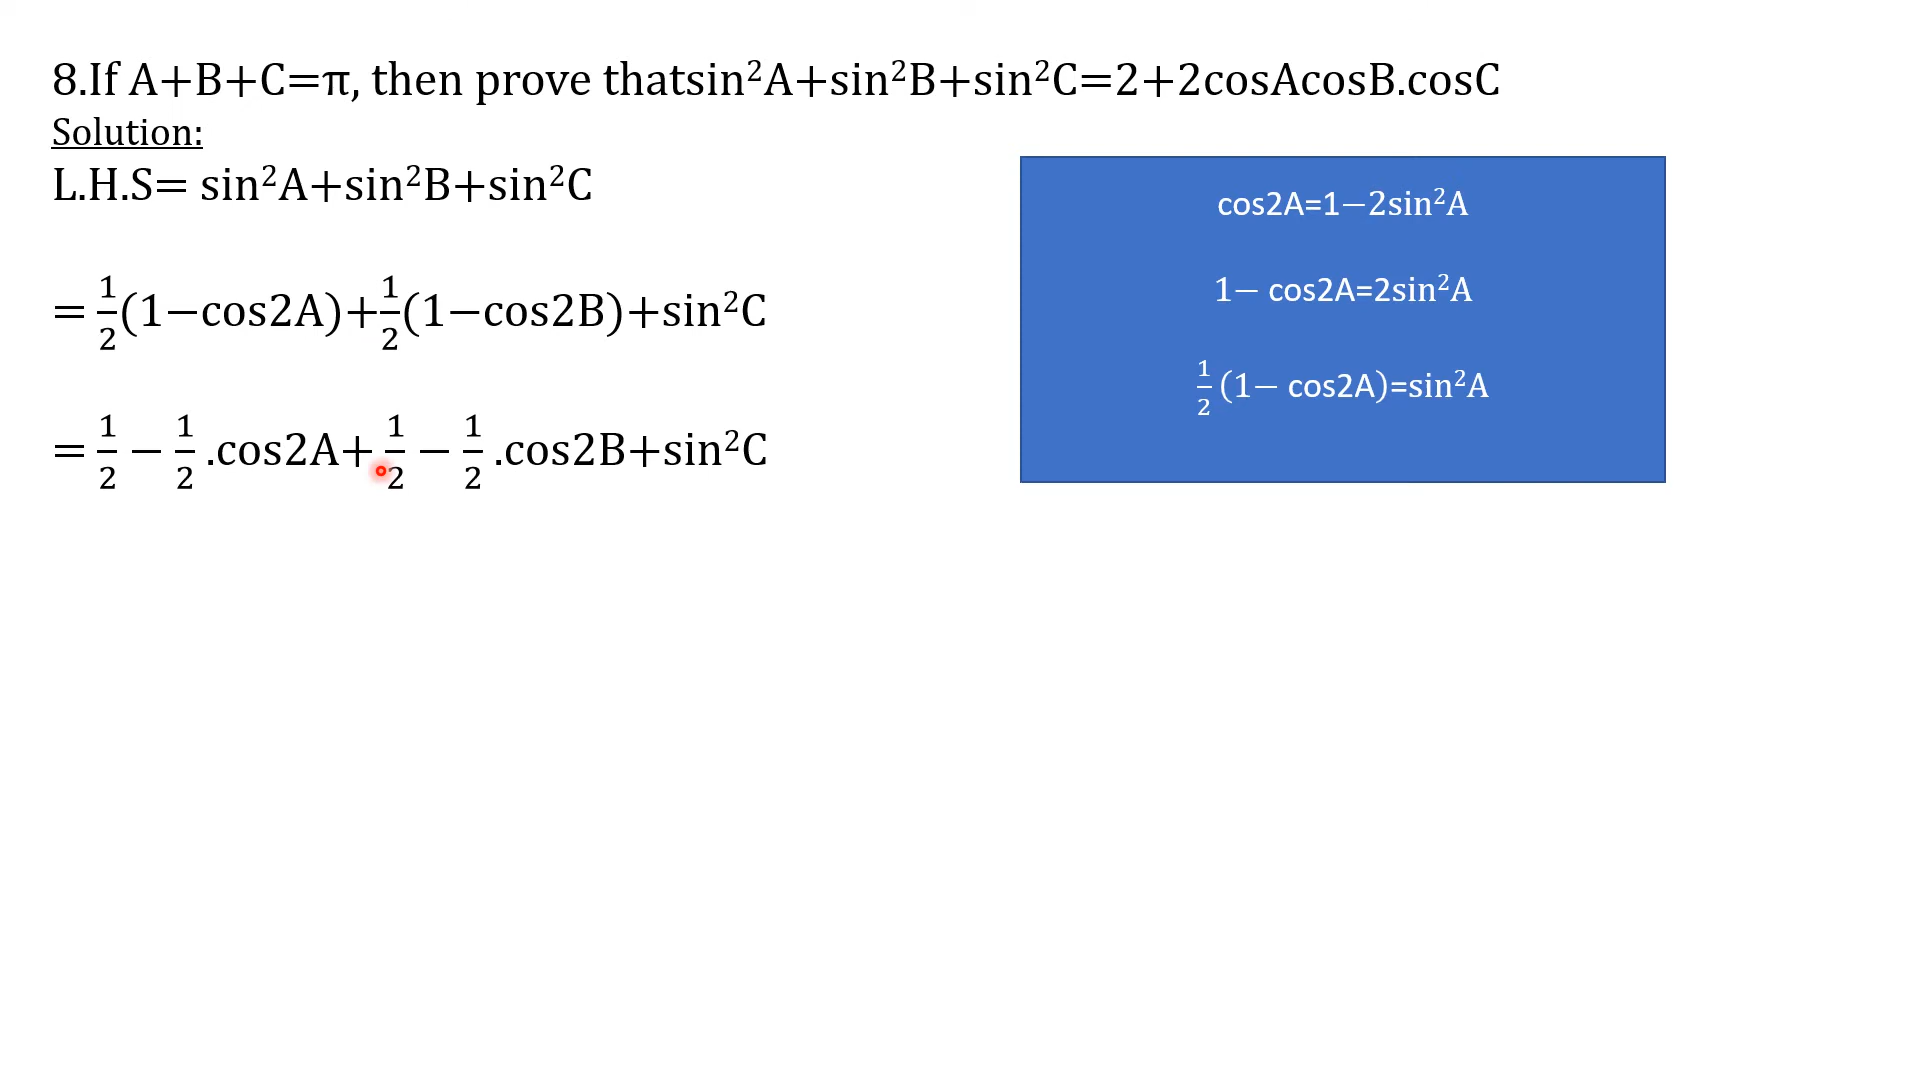 8.If A+B+C=π, then prove thatsin²A+sin²B+sin²C=2+2cosAcosB.cosC
Solution:
L.H.S= sin²A+sin²B+sin²C
= 1/2(1−cos2A)+1/2(1−cos2B)+sin²C
= 1/2 − 1/2 .cos2A+ 1/2 − 1/2 .cos2B+sin²C
cos2A=1−2sin²A
1− cos2A=2sin²A
1/2 (1− cos2A)=sin²A